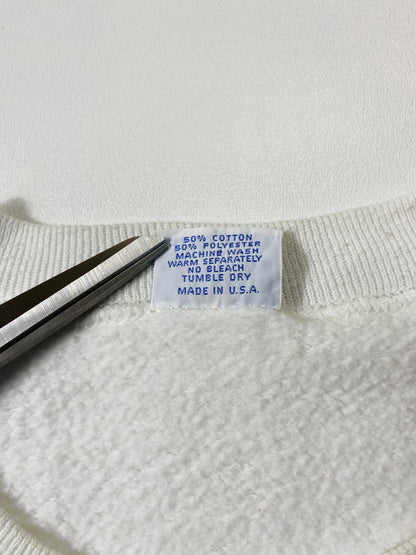 50% COTTON
50% POLYESTER
MACHINE WASH
WARM SEPARATELY
NO BLEACH
TUMBLE DRY
MADE IN U.S.A.